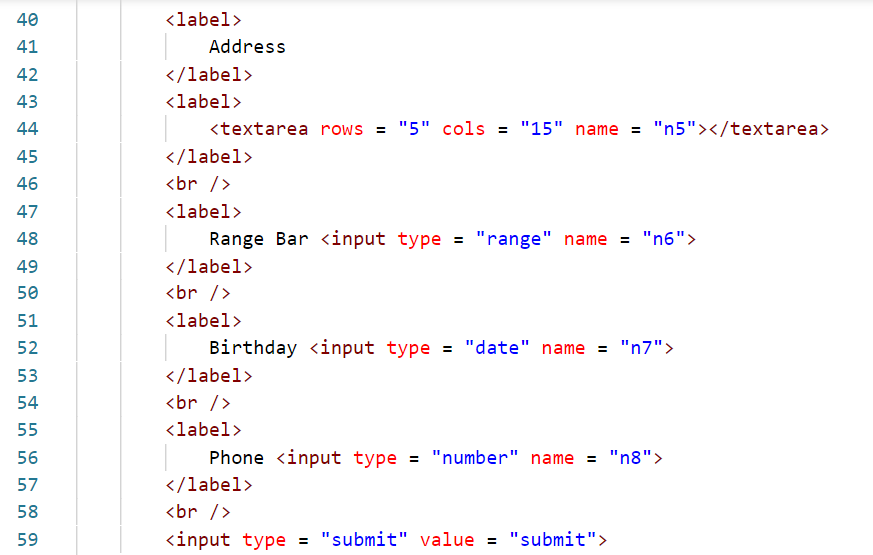 40 <label>
41 Address
42 </label>
43 <label>
44 <textarea rows = "5" cols = "15" name = "n5"></textarea>
45 </label>
46 <br />
47 <label>
48 Range Bar <input type = "range" name = "n6">
49 </label>
50 <br />
51 <label>
52 Birthday <input type = "date" name = "n7">
53 </label>
54 <br />
55 <label>
56 Phone <input type = "number" name = "n8">
57 </label>
58 <br />
59 <input type = "submit" value = "submit">